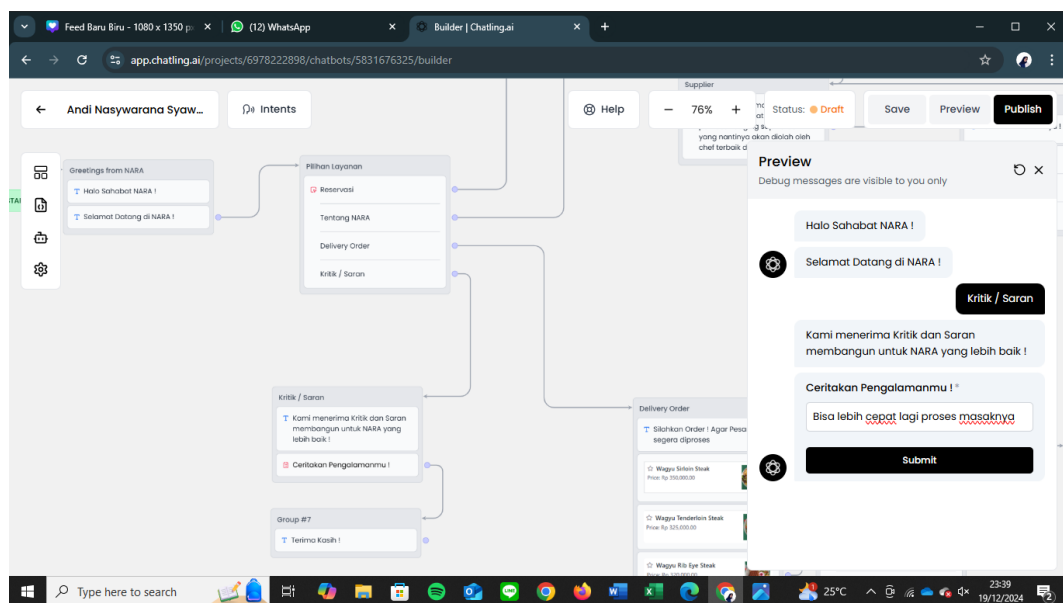 Feed Baru Biru - 1080 x 1350 p
(12) WhatsApp
Builder | Chatling.ai
app.chatling.ai/projects/6978222898/chatbots/5831676325/builder
Andi Nasywarana Syaw...
Intents
Help
76%
Status: Draft
Save
Preview
Publish
Supplier
yang nantinya akan diolah oleh
chef terbaik
Greetings from NARA
Halo Sahabat NARA !
Selamat Datang di NARA !
Pilihan Layanan
Reservasi
Tentang NARA
Delivery Order
Kritik / Saran
Kritik / Saran
Kami menerima Kritik dan Saran
membangun untuk NARA yang
lebih baik !
Ceritakan Pengalamanmu !
Group #7
Terima Kasih !
Delivery Order
Silahkan Order ! Agar Pesa
segera diproses
Wagyu Sirloin Steak
Price: Rp 350.000.00
Wagyu Tenderloin Steak
Price: Rp 325.000.00
Wagyu Rib Eye Steak
Preview
Debug messages are visible to you only
Halo Sahabat NARA !
Selamat Datang di NARA !
Kritik / Saran
Kami menerima Kritik dan Saran
membangun untuk NARA yang lebih baik !
Ceritakan Pengalamanmu ! *
Bisa lebih cepat lagi proses masaknya
Submit
Type here to search
25°C
23:39
19/12/2024